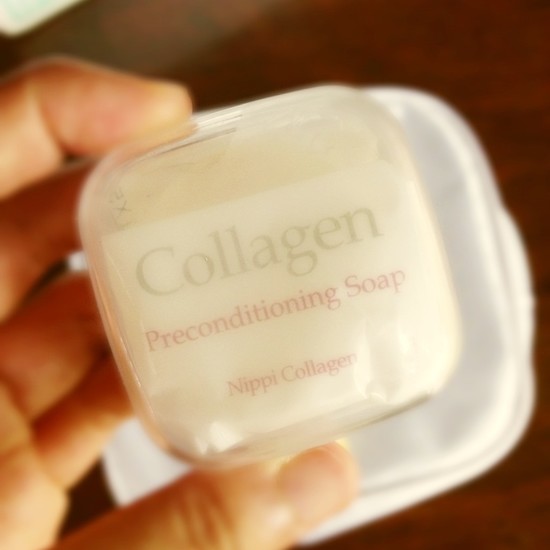 Collagen
Preconditioning Soap
Nippi Collagen